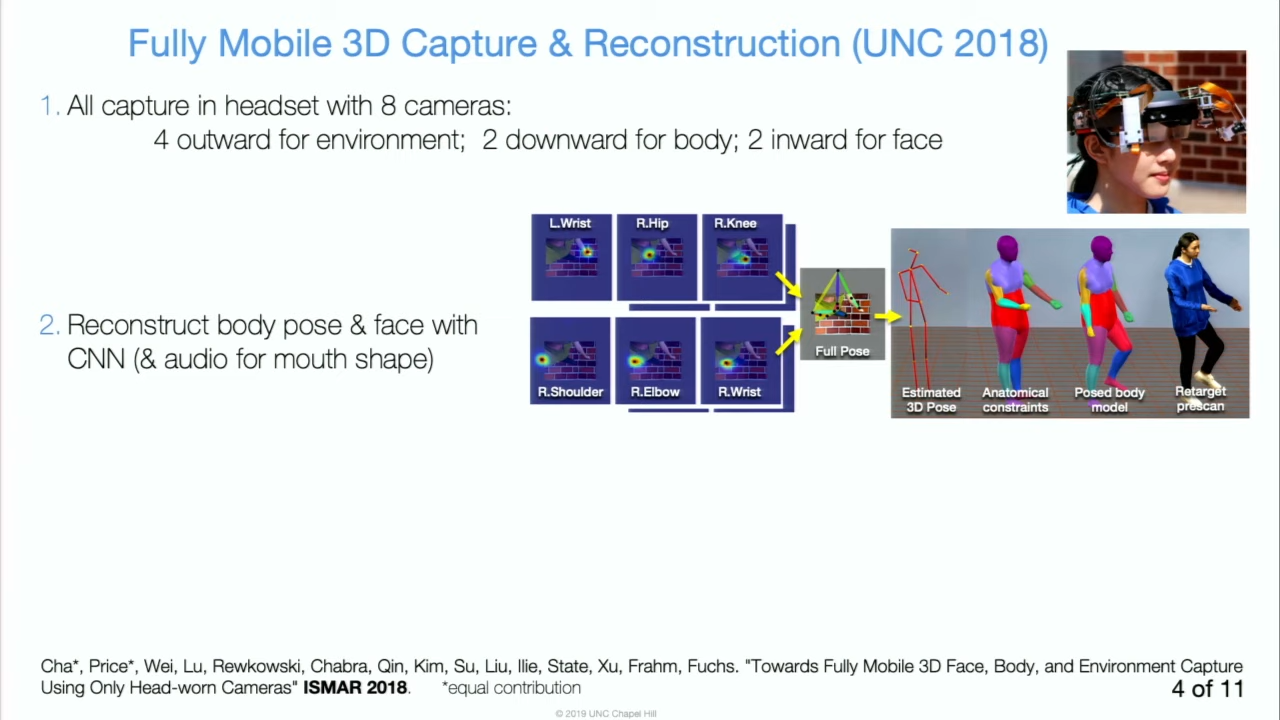 Fully Mobile 3D Capture & Reconstruction (UNC 2018)
1. All capture in headset with 8 cameras:
4 outward for environment; 2 downward for body; 2 inward for face
L.Wrist
R.Hip
R.Knee
2. Reconstruct body pose & face with
CNN (& audio for mouth shape)
R.Shoulder
R.Elbow
R.Wrist
Full Pose
Estimated
3D Pose
Anatomical
constraints
Posed body
model
Retarget
prescan
Cha*, Price*, Wei, Lu, Rewkowski, Chabra, Qin, Kim, Su, Liu, Ilie, State, Xu, Frahm, Fuchs. "Towards Fully Mobile 3D Face, Body, and Environment Capture
Using Only Head-worn Cameras" ISMAR 2018. *equal contribution
4 of 11
© 2019 UNC Chapel Hill